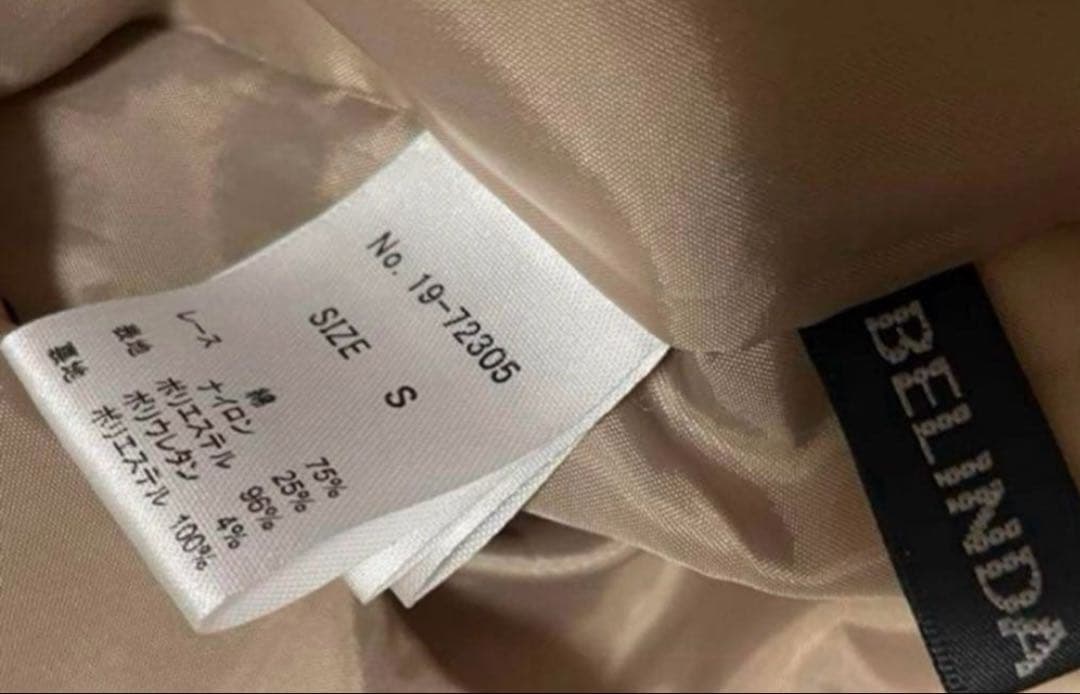 No. 19-72305
SIZE S
レース 綿 75%
ナイロン 25%
表地 ポリエステル 96%
ポリウレタン 4%
裏地 ポリエステル 100%
BELINDA